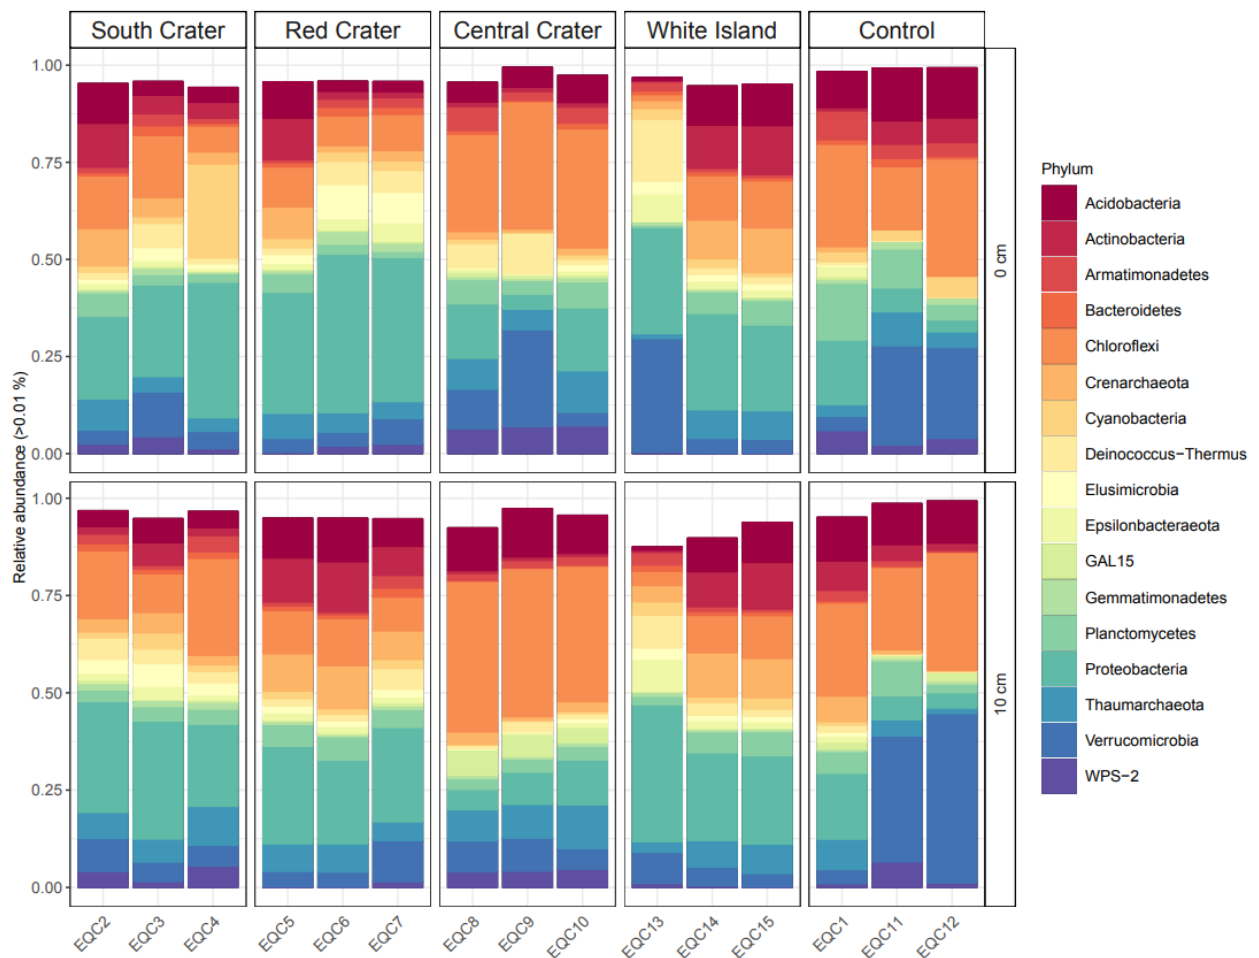 South Crater
Red Crater
Central Crater
White Island
Control
Relative abundance (>0.01 %)
1.00
0.75
0.50
0.25
0.00
0 cm
1.00
0.75
0.50
0.25
0.00
10 cm
EQC2
EQC3
EQC4
EQC5
EQC6
EQC7
EQC8
EQC9
EQC10
EQC13
EQC14
EQC15
EQC1
EQC11
EQC12
Phylum
Acidobacteria
Actinobacteria
Armatimonadetes
Bacteroidetes
Chloroflexi
Crenarchaeota
Cyanobacteria
Deinococcus−Thermus
Elusimicrobia
Epsilonbacteraeota
GAL15
Gemmatimonadetes
Planctomycetes
Proteobacteria
Thaumarchaeota
Verrucomicrobia
WPS−2